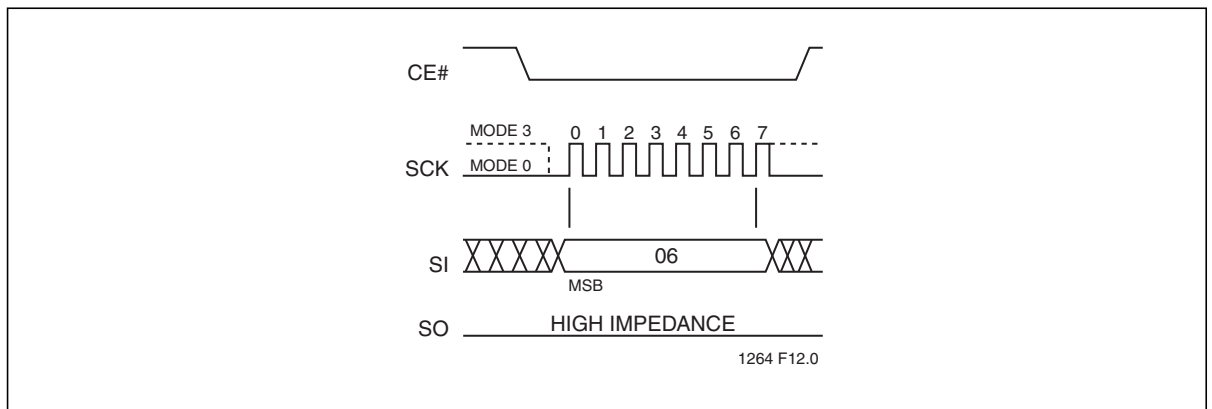 CE#
MODE 3
0 1 2 3 4 5 6 7
SCK
MODE 0
SI
06
MSB
SO
HIGH IMPEDANCE
1264 F12.0